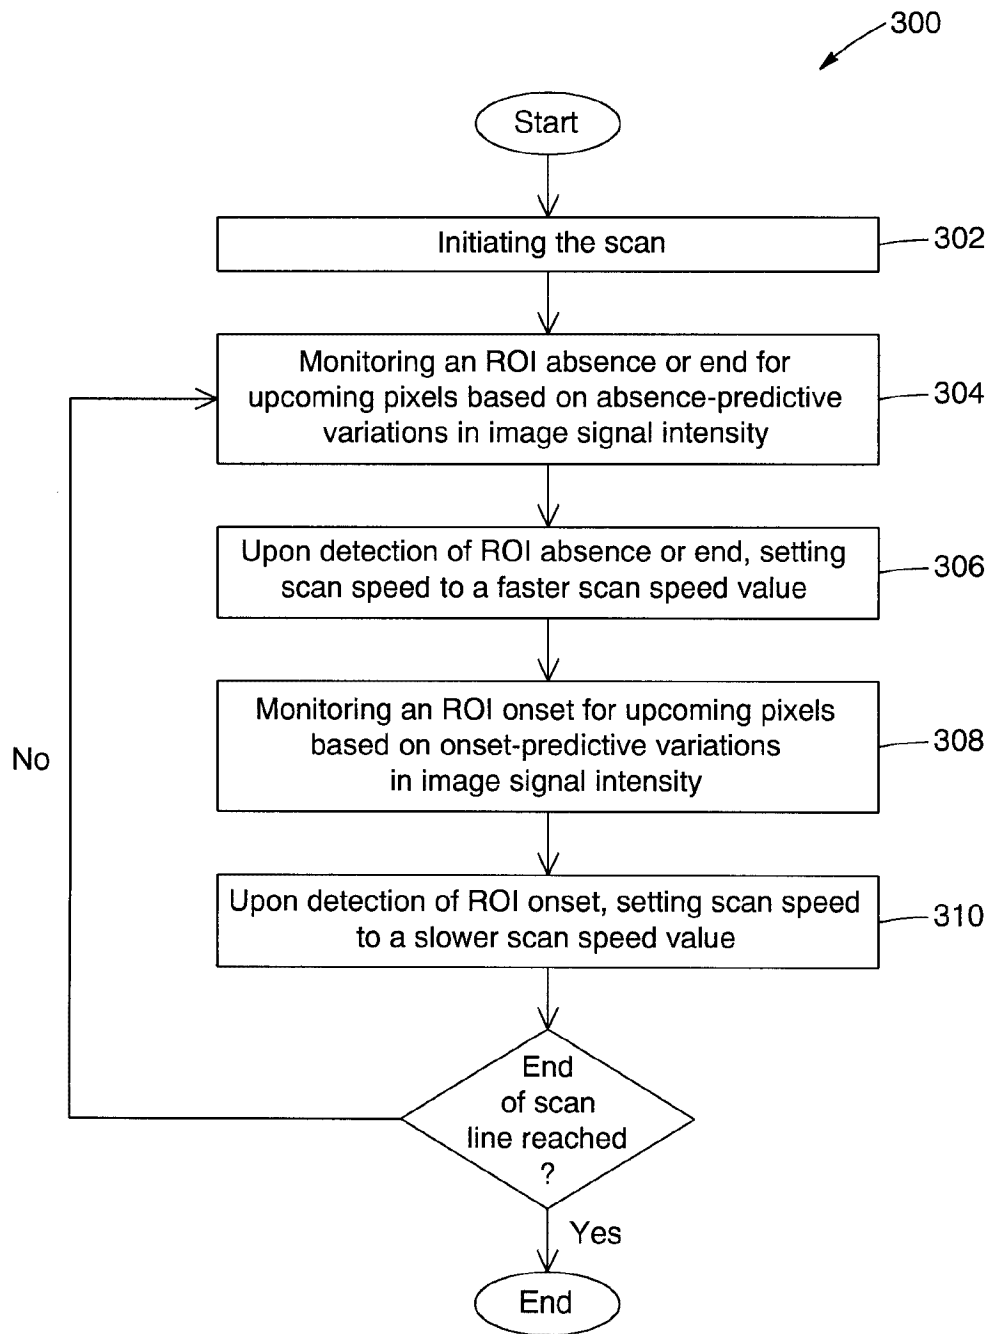 300
Start
Initiating the scan
302
Monitoring an ROI absence or end for
upcoming pixels based on absence-predictive
variations in image signal intensity
304
Upon detection of ROI absence or end, setting
scan speed to a faster scan speed value
306
Monitoring an ROI onset for upcoming pixels
based on onset-predictive variations
in image signal intensity
308
No
Upon detection of ROI onset, setting scan speed
to a slower scan speed value
310
End
of scan
line reached
?
Yes
End